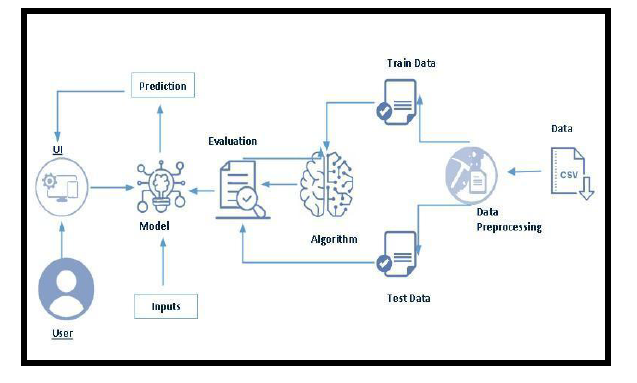 Train Data
Prediction
Data
Evaluation
UI
CSV
Data
Preprocessing
Model
Algorithm
Inputs
Test Data
User